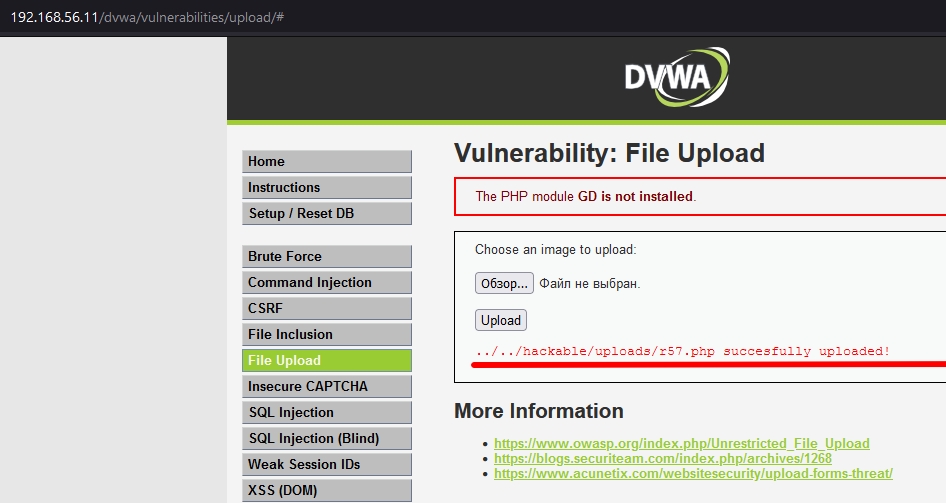 192.168.56.11/dvwa/vulnerabilities/upload/#
DVWA
Home
Instructions
Setup / Reset DB
Brute Force
Command Injection
CSRF
File Inclusion
File Upload
Insecure CAPTCHA
SQL Injection
SQL Injection (Blind)
Weak Session IDs
XSS (DOM)
Vulnerability: File Upload
The PHP module GD is not installed.
Choose an image to upload:
Обзор... Файл не выбран.
Upload
../../hackable/uploads/r57.php succesfully uploaded!
More Information
• https://www.owasp.org/index.php/Unrestricted_File_Upload
• https://blogs.securiteam.com/index.php/archives/1268
• https://www.acunetix.com/websitesecurity/upload-forms-threat/